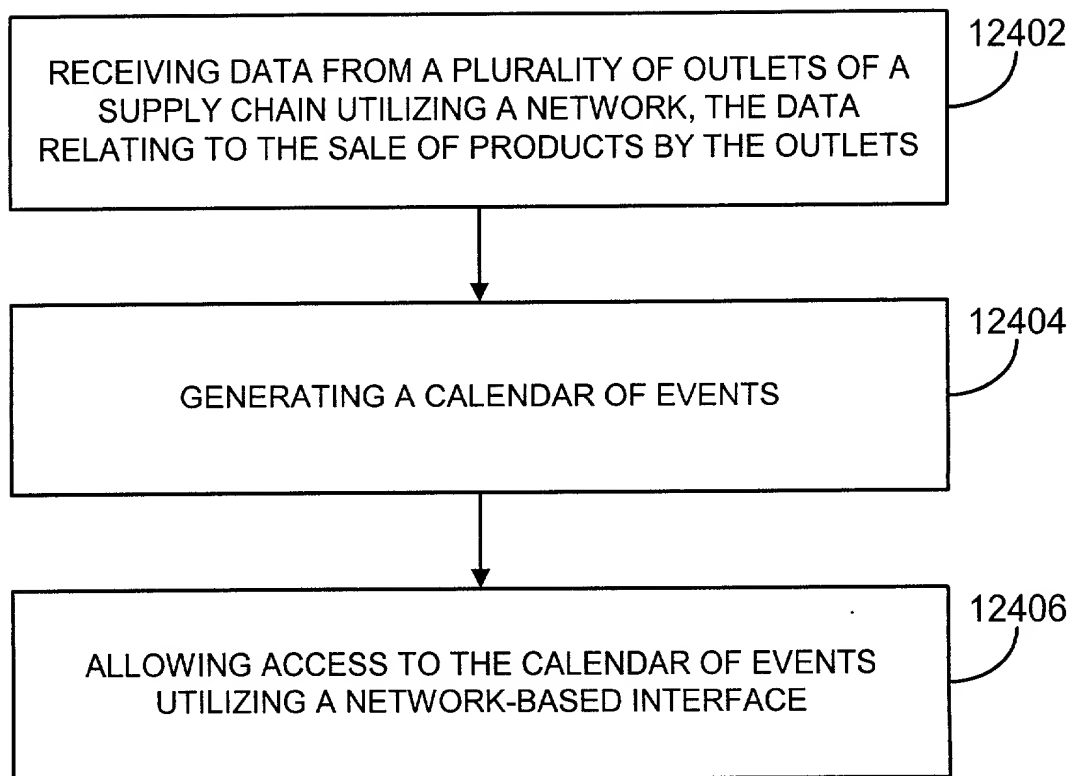 12402
RECEIVING DATA FROM A PLURALITY OF OUTLETS OF A
SUPPLY CHAIN UTILIZING A NETWORK, THE DATA
RELATING TO THE SALE OF PRODUCTS BY THE OUTLETS
12404
GENERATING A CALENDAR OF EVENTS
12406
ALLOWING ACCESS TO THE CALENDAR OF EVENTS
UTILIZING A NETWORK-BASED INTERFACE